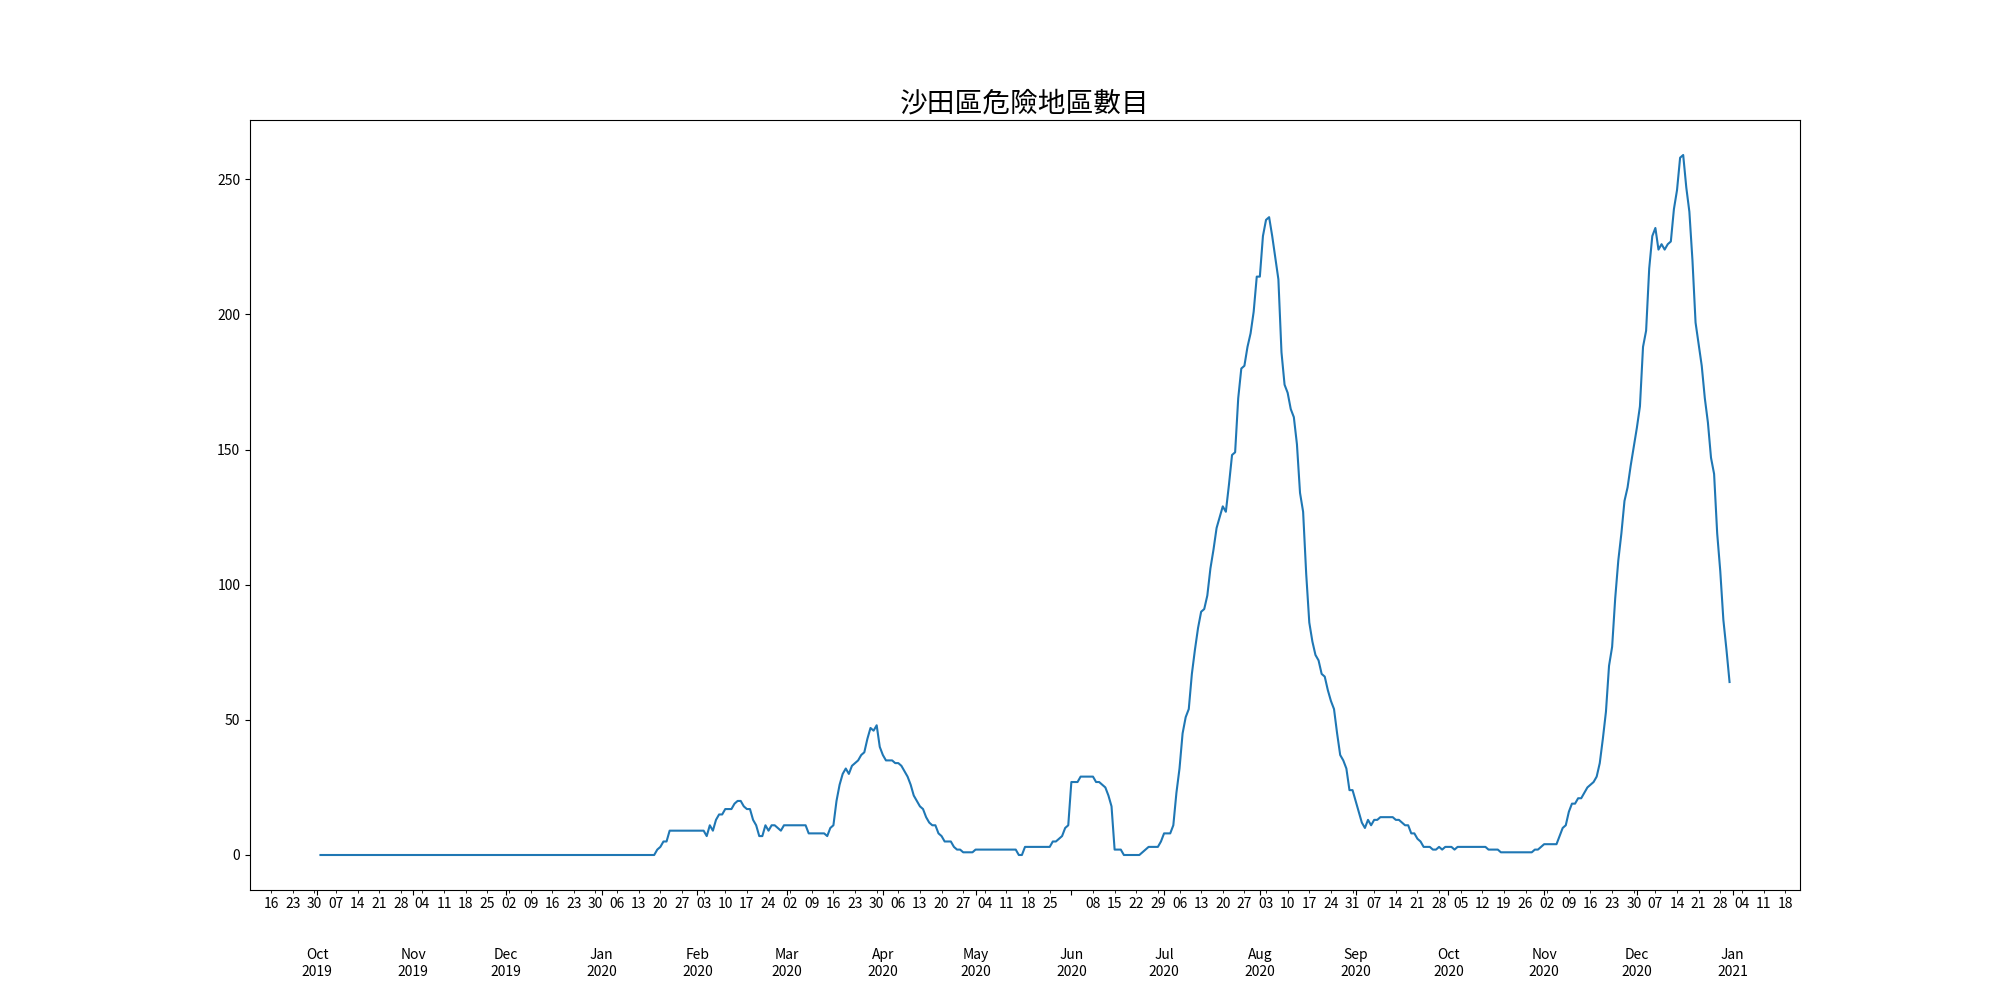 沙田區危險地區數目
250
200
150
100
50
0
16 23 30 07 14 21 28 04 11 18 25 02 09 16 23 30 06 13 20 27 03 10 17 24 02 09 16 23 30 06 13 20 27 04 11 18 25 08 15 22 29 06 13 20 27 03 10 17 24 31 07 14 21 28 05 12 19 26 02 09 16 23 30 07 14 21 28 04 11 18
Oct Nov Dec Jan Feb Mar Apr May Jun Jul Aug Sep Oct Nov Dec Jan
2019 2019 2019 2020 2020 2020 2020 2020 2020 2020 2020 2020 2020 2020 2020 2021